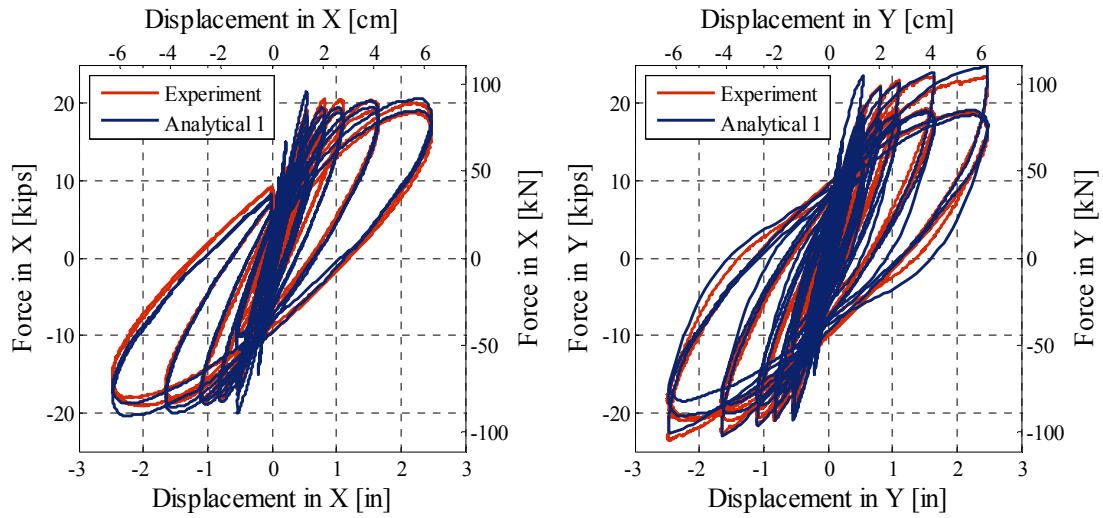 Displacement in X [cm]
-6 -4 -2 0 2 4 6
Experiment
Analytical 1
Force in X [kips]
20
10
0
-10
-20
100
50
0
-50
-100
Force in X [kN]
-3 -2 -1 0 1 2 3
Displacement in X [in]
Displacement in Y [cm]
-6 -4 -2 0 2 4 6
Experiment
Analytical 1
Force in Y [kips]
20
10
0
-10
-20
100
50
0
-50
-100
Force in Y [kN]
-3 -2 -1 0 1 2 3
Displacement in Y [in]